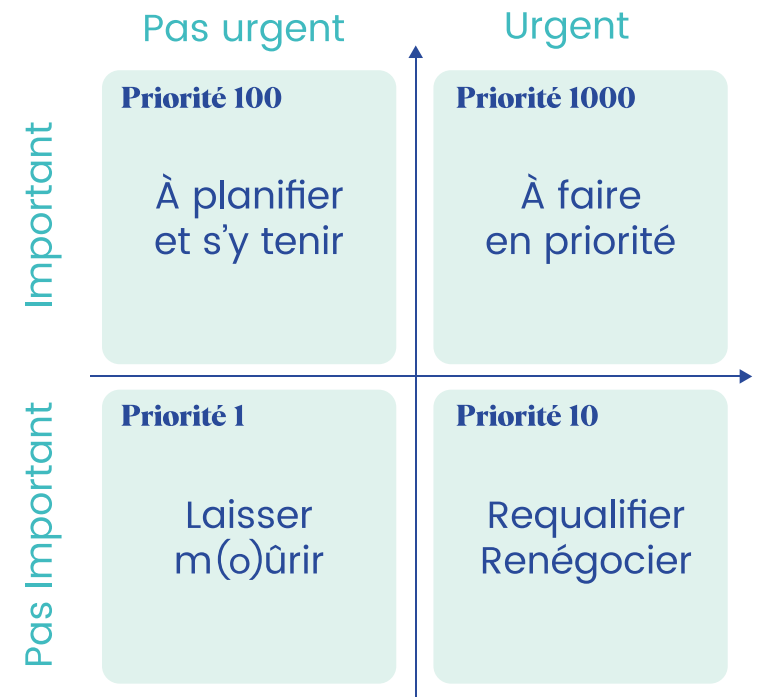 Pas urgent
Urgent
Important
Priorité 100
À planifier
et s'y tenir
Priorité 1000
À faire
en priorité
Pas Important
Priorité 1
Laisser
m(o)ûrir
Priorité 10
Requalifier
Renégocier